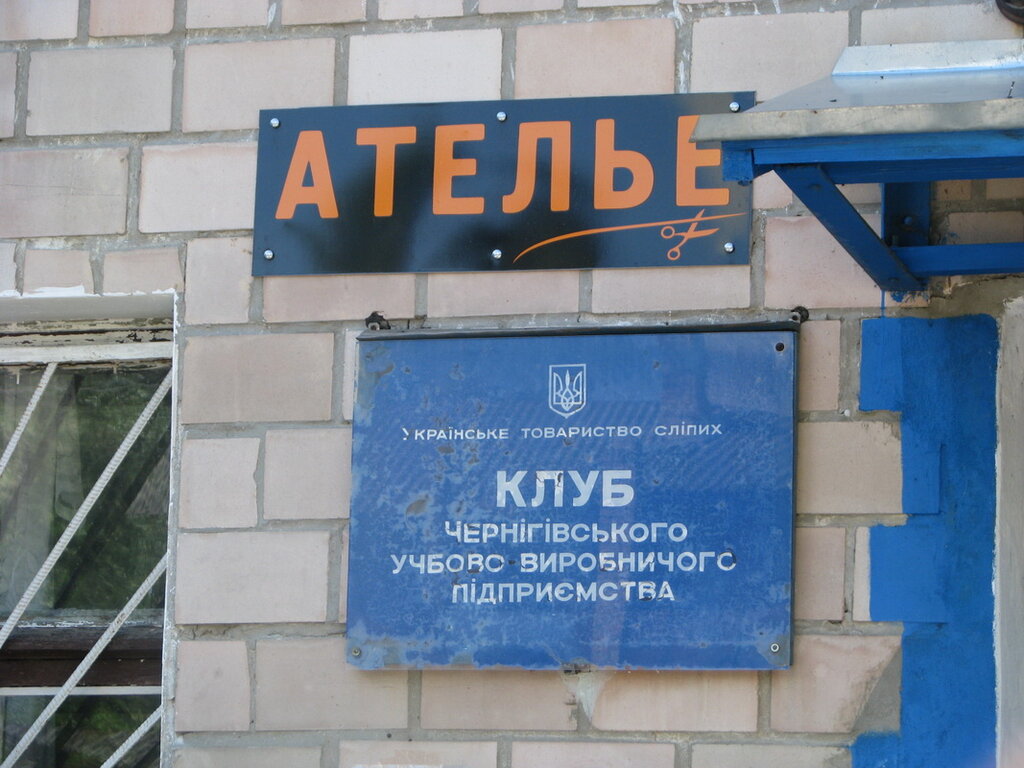 АТЕЛЬЕ
УКРАЇНСЬКЕ ТОВАРИСТВО СЛІПИХ
КЛУБ
ЧЕРНІГІВСЬКОГО
УЧБОВО ВИРОБНИЧОГО
ПІДПРИЄМСТВА